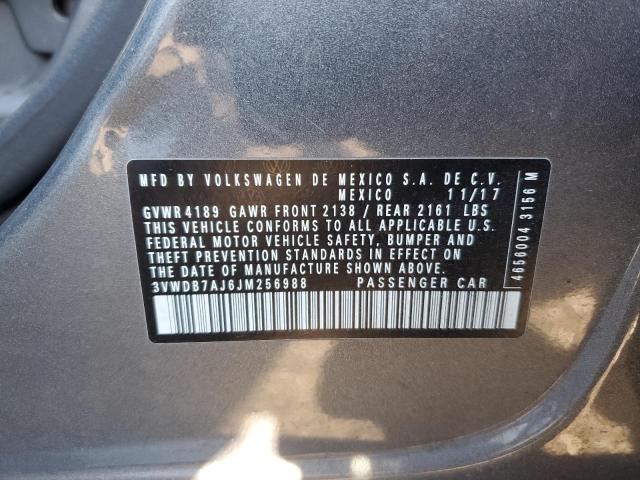 MFD BY VOLKSWAGEN DE MEXICO S.A. DE C.V.
MEXICO 11/17
GVWR 4189 GAWR FRONT 2138 / REAR 2161 LBS
THIS VEHICLE CONFORMS TO ALL APPLICABLE U.S.
FEDERAL MOTOR VEHICLE SAFETY, BUMPER AND
THEFT PREVENTION STANDARDS IN EFFECT ON
THE DATE OF MANUFACTURE SHOWN ABOVE.
3VWDB7AJ6JM256988 PASSENGER CAR
4656004 3156 M